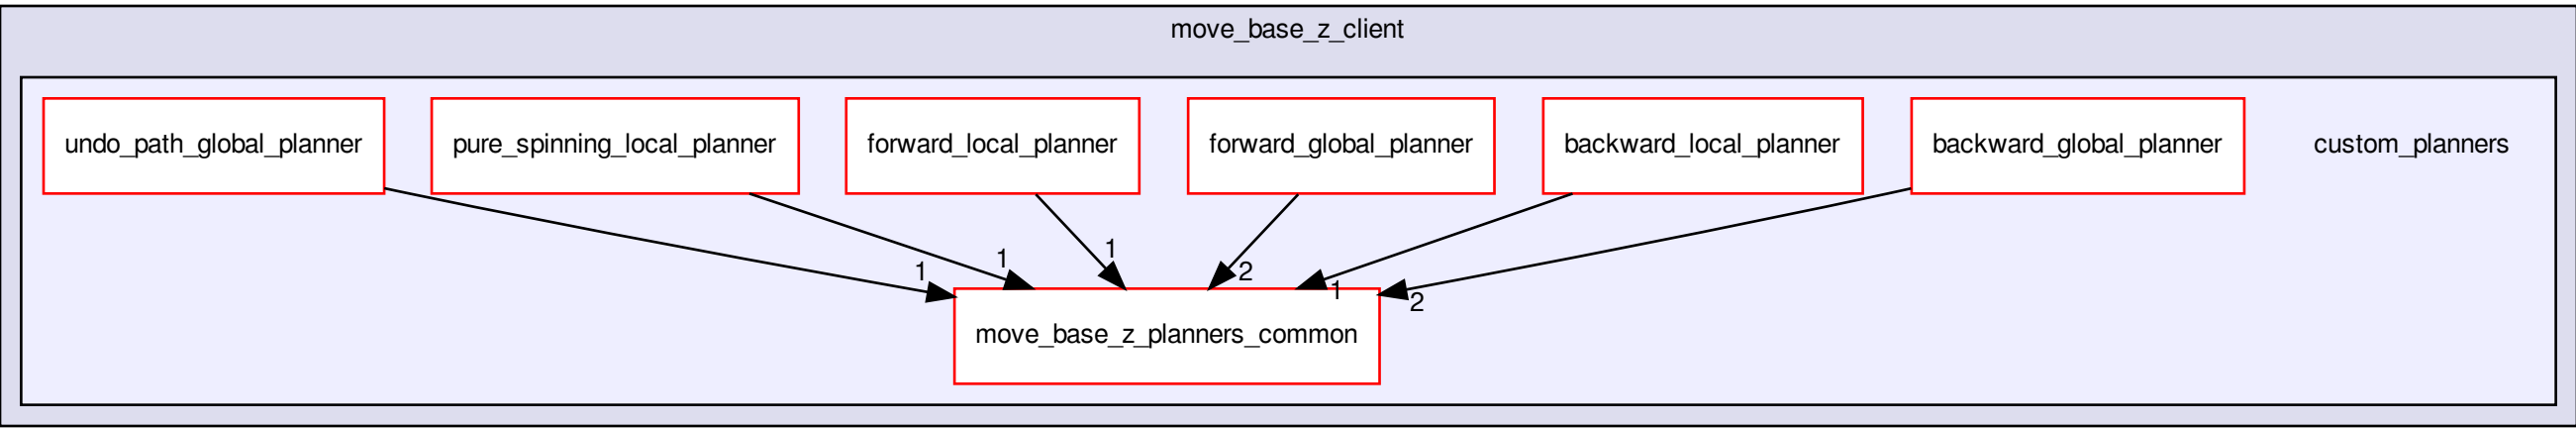 move_base_z_client
undo_path_global_planner
pure_spinning_local_planner
forward_local_planner
forward_global_planner
backward_local_planner
backward_global_planner
custom_planners
1
1
1
2
1
2
move_base_z_planners_common